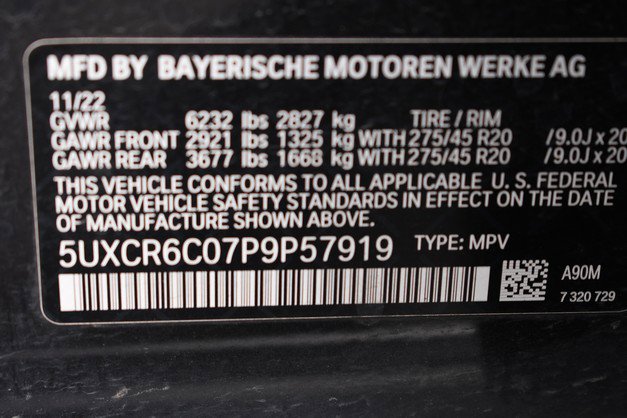 MFD BY BAYERISCHE MOTOREN WERKE AG
11/22
GVWR 6232 lbs 2827 kg TIRE / RIM
GAWR FRONT 2921 lbs 1325 kg WITH 275/45 R20 /9.0J x 20
GAWR REAR 3677 lbs 1668 kg WITH 275/45 R20 /9.0J x 20
THIS VEHICLE CONFORMS TO ALL APPLICABLE U. S. FEDERAL
MOTOR VEHICLE SAFETY STANDARDS IN EFFECT ON THE DATE
OF MANUFACTURE SHOWN ABOVE.
5UXCR6C07P9P57919 TYPE: MPV
A90M
7 320 729